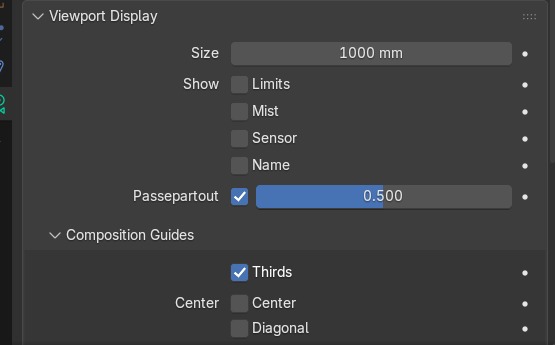 Viewport Display
Size 1000 mm
Show Limits
Mist
Sensor
Name
Passepartout 0.500
Composition Guides
Thirds
Center Center
Diagonal